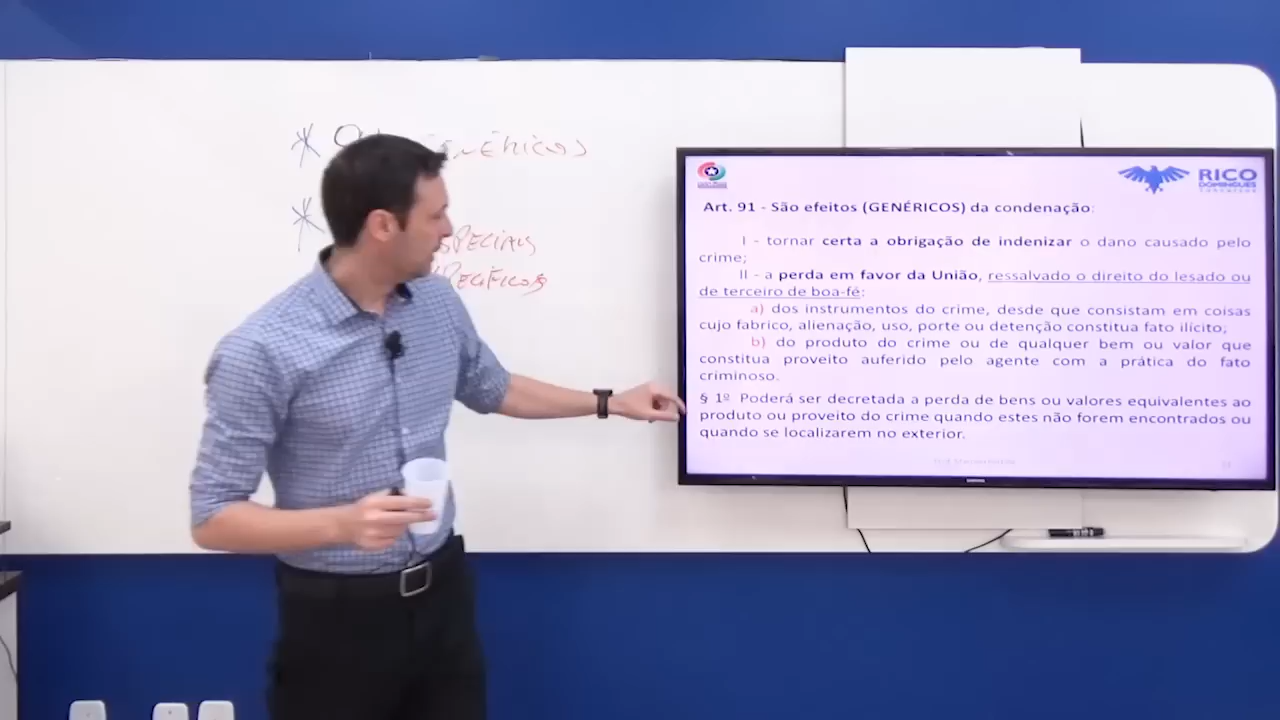 RICO
DOMINGUES
Art. 91 - São efeitos (GENÉRICOS) da condenação:
I - tornar certa a obrigação de indenizar o dano causado pelo
crime;
II - a perda em favor da União, ressalvado o direito do lesado ou
de terceiro de boa-fé:
a) dos instrumentos do crime, desde que consistam em coisas
cujo fabrico, alienação, uso, porte ou detenção constitua fato ilícito;
b) do produto do crime ou de qualquer bem ou valor que
constitua proveito auferido pelo agente com a prática do fato
criminoso.
§ 1º Poderá ser decretada a perda de bens ou valores equivalentes ao
produto ou proveito do crime quando estes não forem encontrados ou
quando se localizarem no exterior.